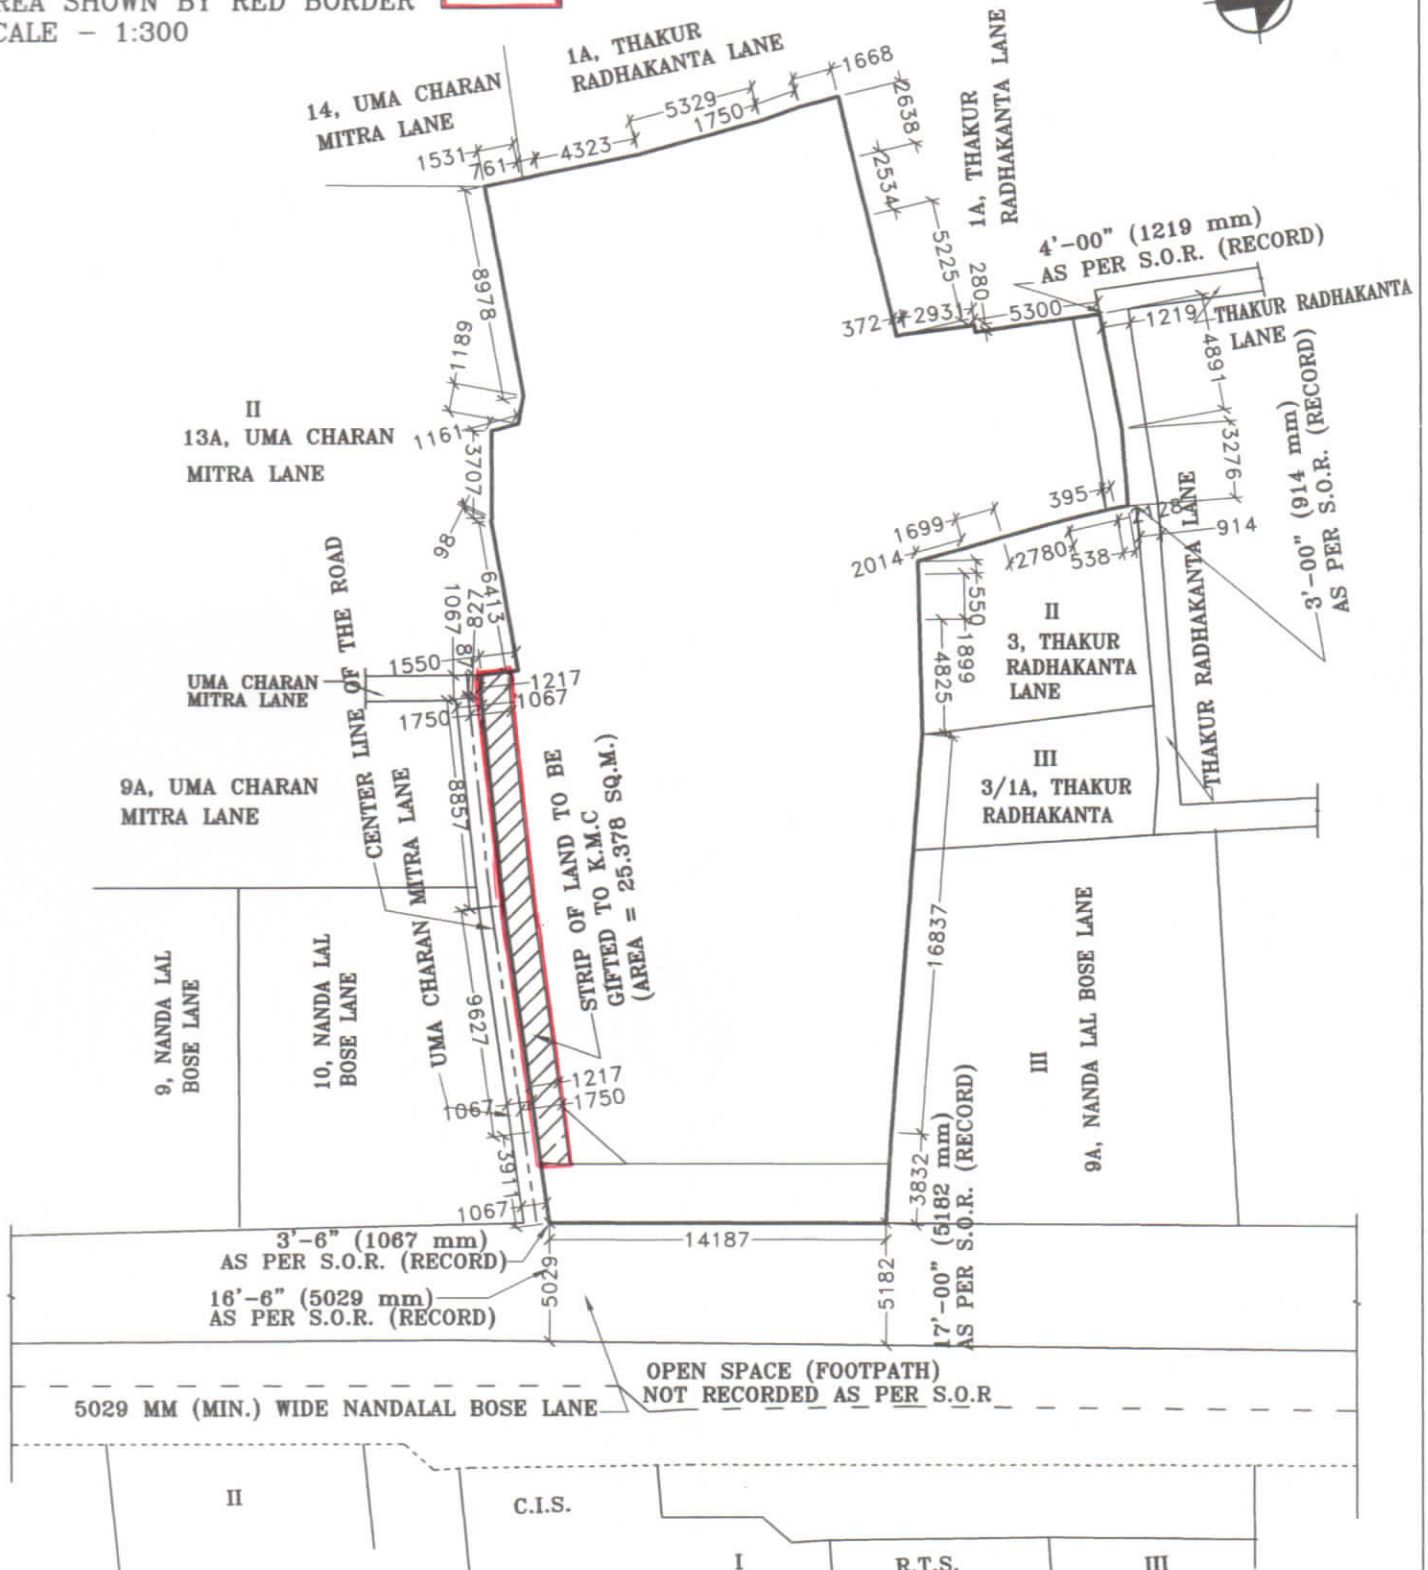 AREA SHOWN BY RED BORDER
SCALE - 1:300
1A, THAKUR
RADHAKANTA LANE
14, UMA CHARAN
MITRA LANE
1531
761
4323
5329
1750
1668
2638
2534
5225
280
1A, THAKUR
RADHAKANTA LANE
4'-00" (1219 mm)
AS PER S.O.R. (RECORD)
372
2931
5300
1219
THAKUR RADHAKANTA
LANE
4891
3276
3'-00" (914 mm)
AS PER S.O.R. (RECORD)
8978
1189
II
13A, UMA CHARAN
MITRA LANE
1161
3707
98
6413
395
1128
914
1699
2014
2780
538
THAKUR RADHAKANTA LANE
550
1899
4825
II
3, THAKUR
RADHAKANTA
LANE
III
3/1A, THAKUR
RADHAKANTA
CENTER LINE OF THE ROAD
1067
827
87
1550
1217
1067
1750
UMA CHARAN
MITRA LANE
9A, UMA CHARAN
MITRA LANE
8857
UMA CHARAN MITRA LANE
STRIP OF LAND TO BE
GIFTED TO K.M.C
(AREA = 25.378 SQ.M.)
16837
9, NANDA LAL
BOSE LANE
10, NANDA LAL
BOSE LANE
9627
III
9A, NANDA LAL BOSE LANE
1217
1750
1067
3911
1067
3832
17'-00" (5182 mm)
AS PER S.O.R. (RECORD)
3'-6" (1067 mm)
AS PER S.O.R. (RECORD)
14187
16'-6" (5029 mm)
AS PER S.O.R. (RECORD)
5029
5182
OPEN SPACE (FOOTPATH)
NOT RECORDED AS PER S.O.R
5029 MM (MIN.) WIDE NANDALAL BOSE LANE
II
C.I.S.
I
R.T.S.
III